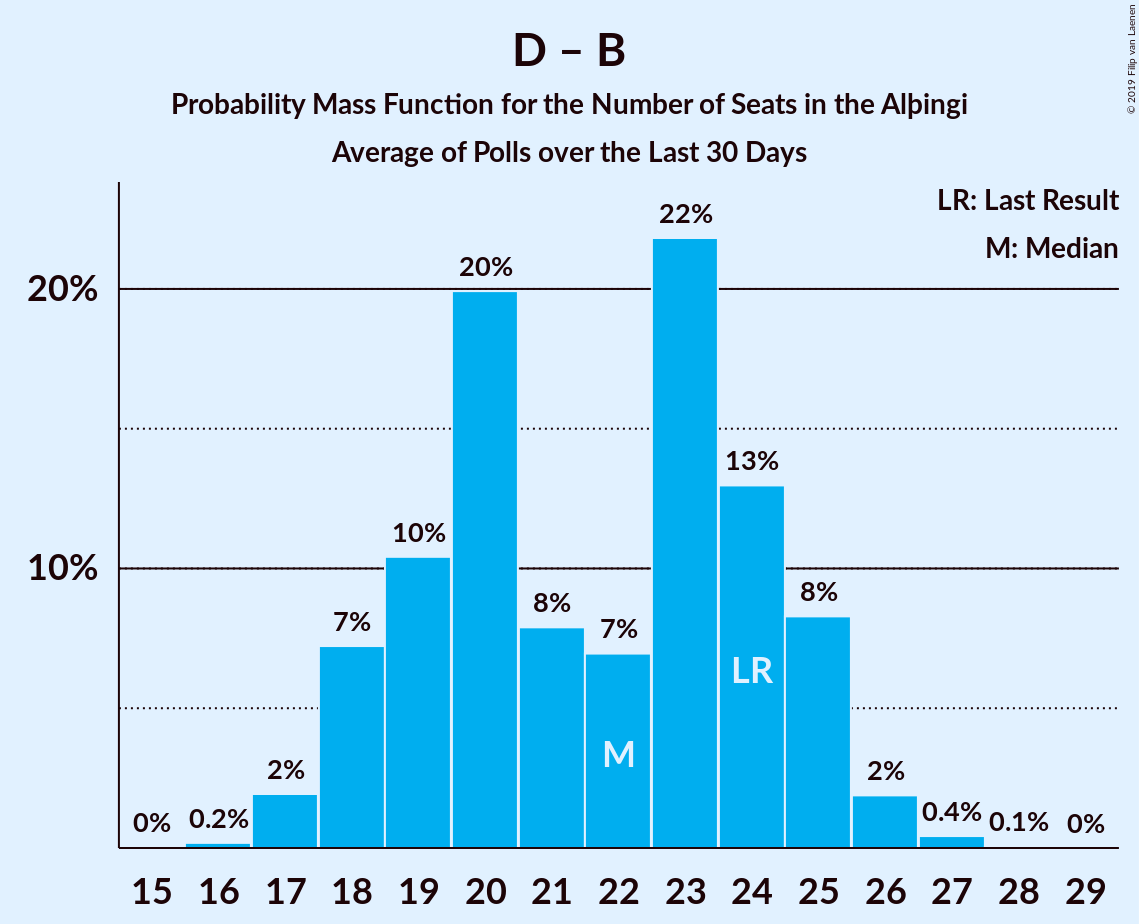 D – B
Probability Mass Function for the Number of Seats in the Alþingi
Average of Polls over the Last 30 Days
© 2019 Filip van Laenen
LR: Last Result
M: Median
20%
10%
0%
0.2%
2%
7%
10%
20%
8%
7%
22%
13%
8%
2%
0.4%
0.1%
0%
M
LR
15 16 17 18 19 20 21 22 23 24 25 26 27 28 29